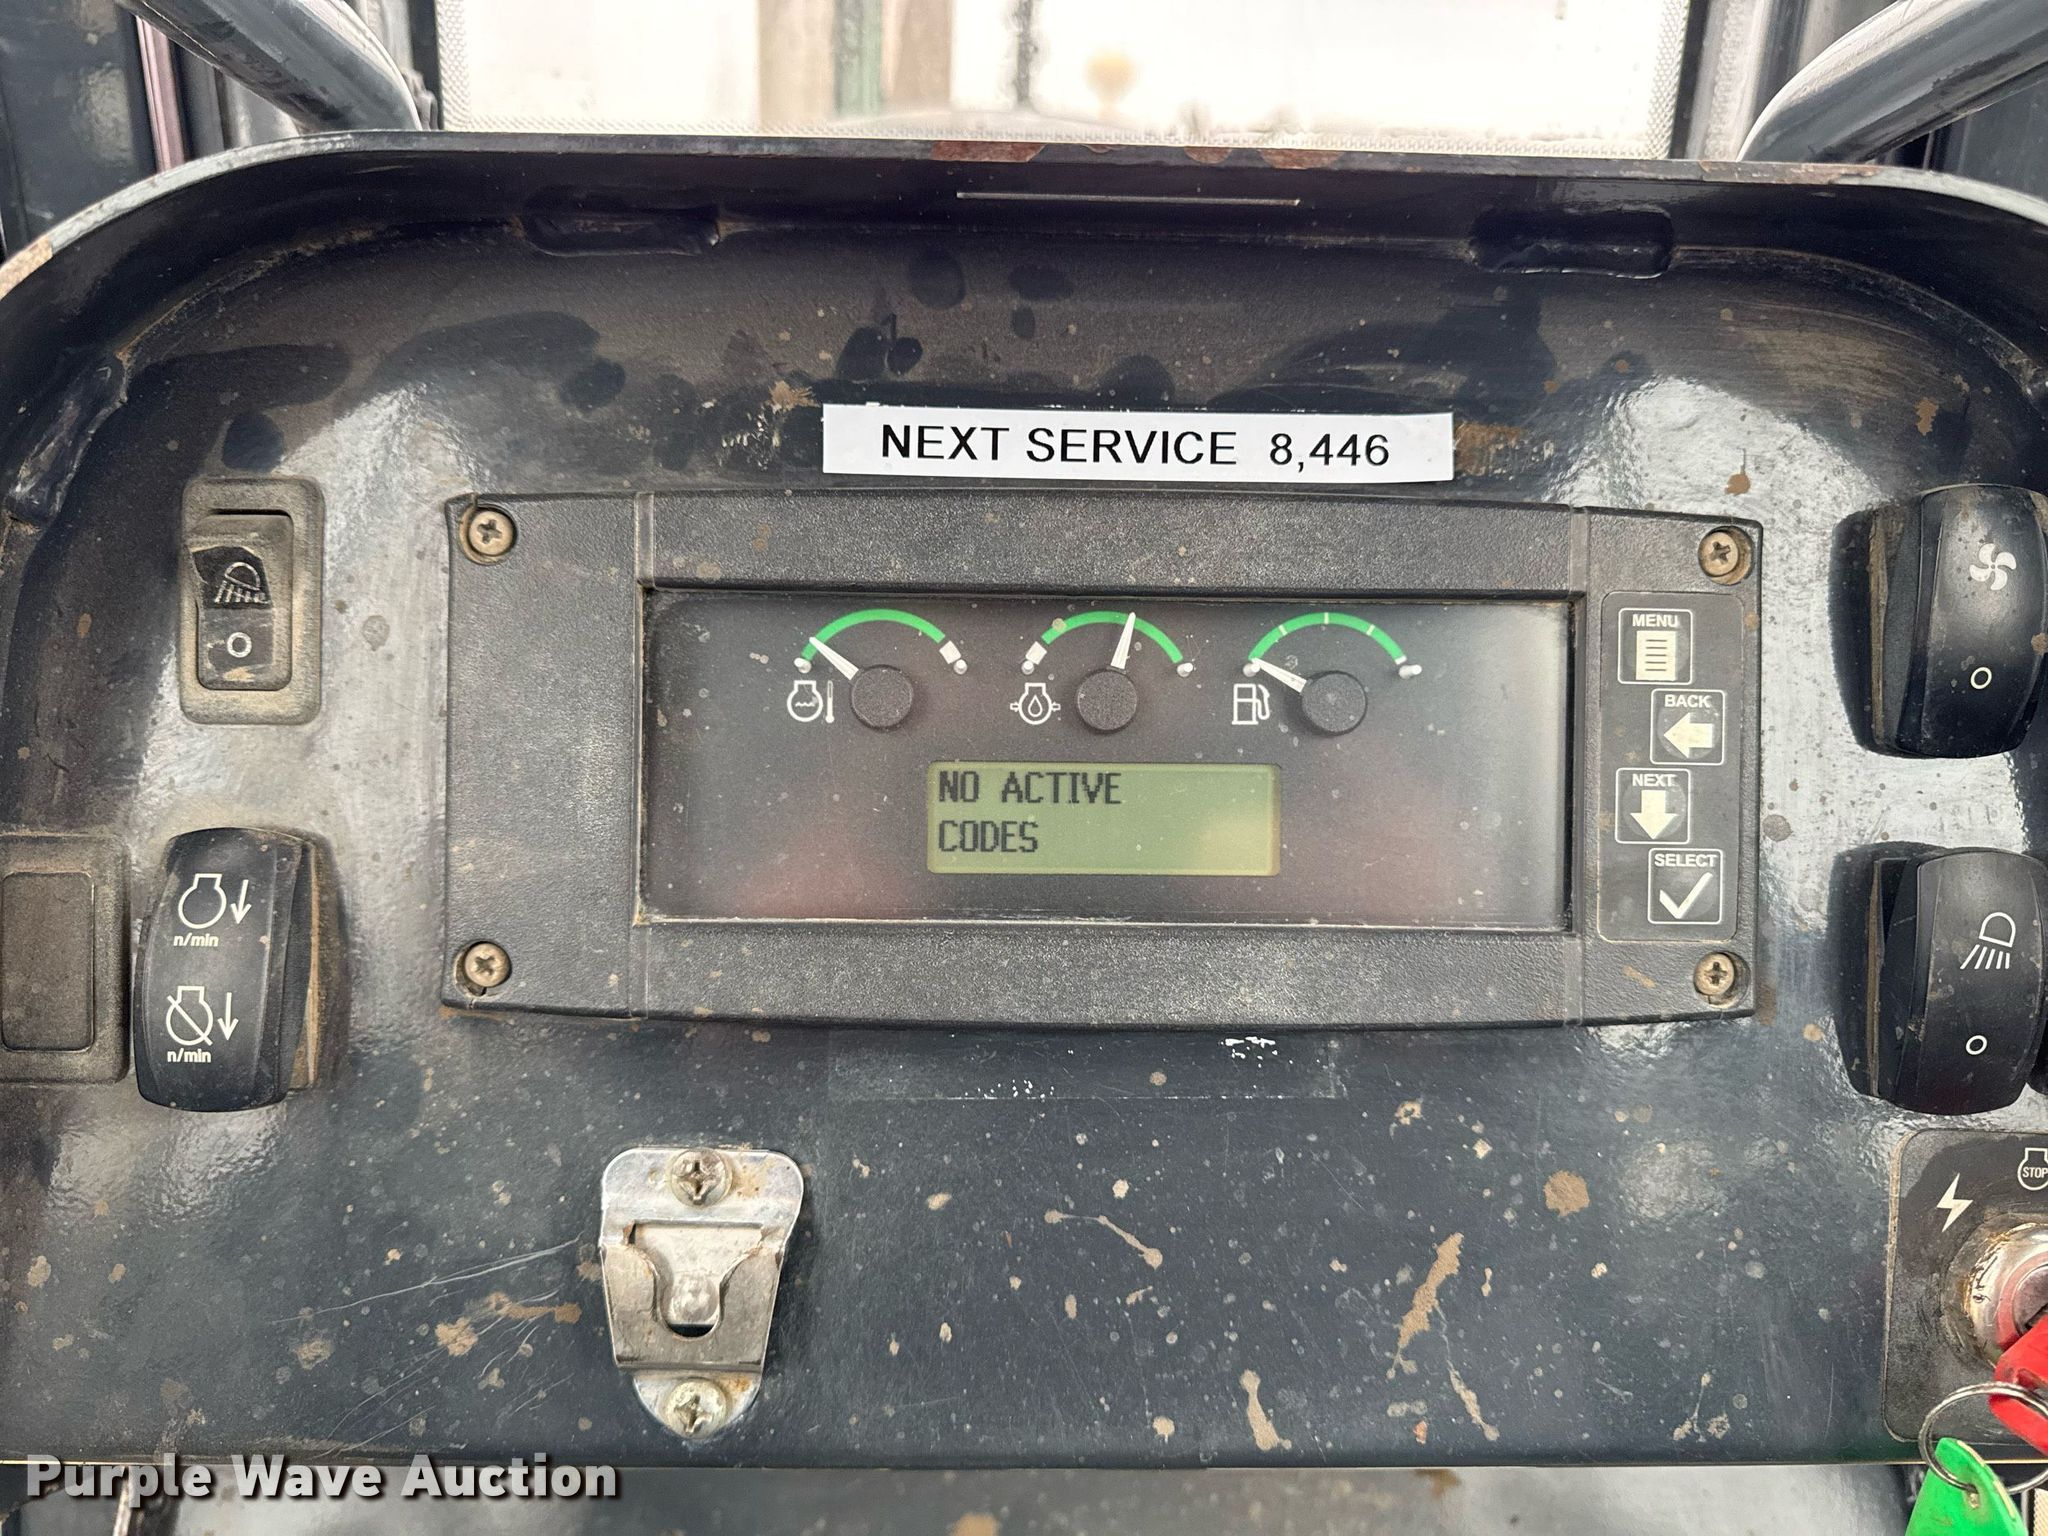 NEXT SERVICE 8,446
MENU
BACK
NEXT
SELECT
NO ACTIVE
CODES
n/min
n/min
STOP
Purple Wave Auction